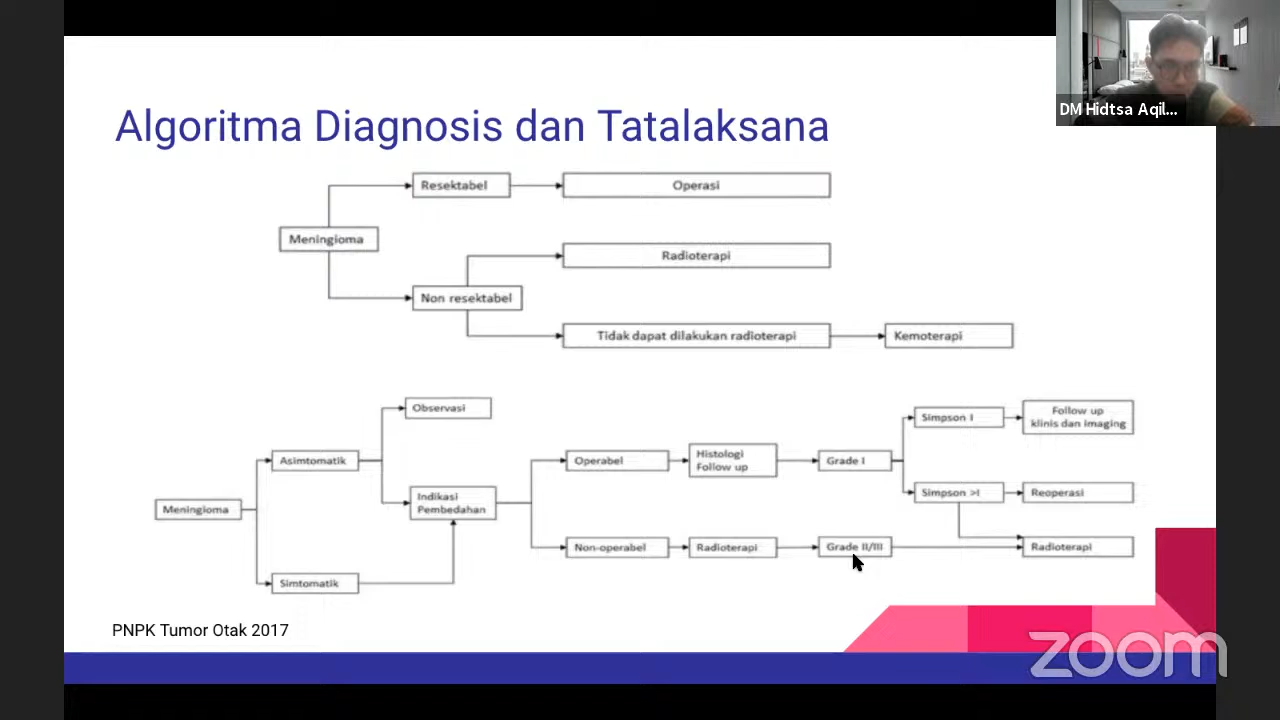 DM Hidtsa Aqil...
Algoritma Diagnosis dan Tatalaksana
Resektabel
Operasi
Meningioma
Radioterapi
Non resektabel
Tidak dapat dilakukan radioterapi
Kemoterapi
Observasi
Simpson I
Follow up
klinis dan imaging
Asimtomatik
Operabel
Histologi
Follow up
Grade I
Indikasi
Pembedahan
Simpson >I
Reoperasi
Meningioma
Non-operabel
Radioterapi
Grade II/III
Radioterapi
Simtomatik
PNPK Tumor Otak 2017
zoom